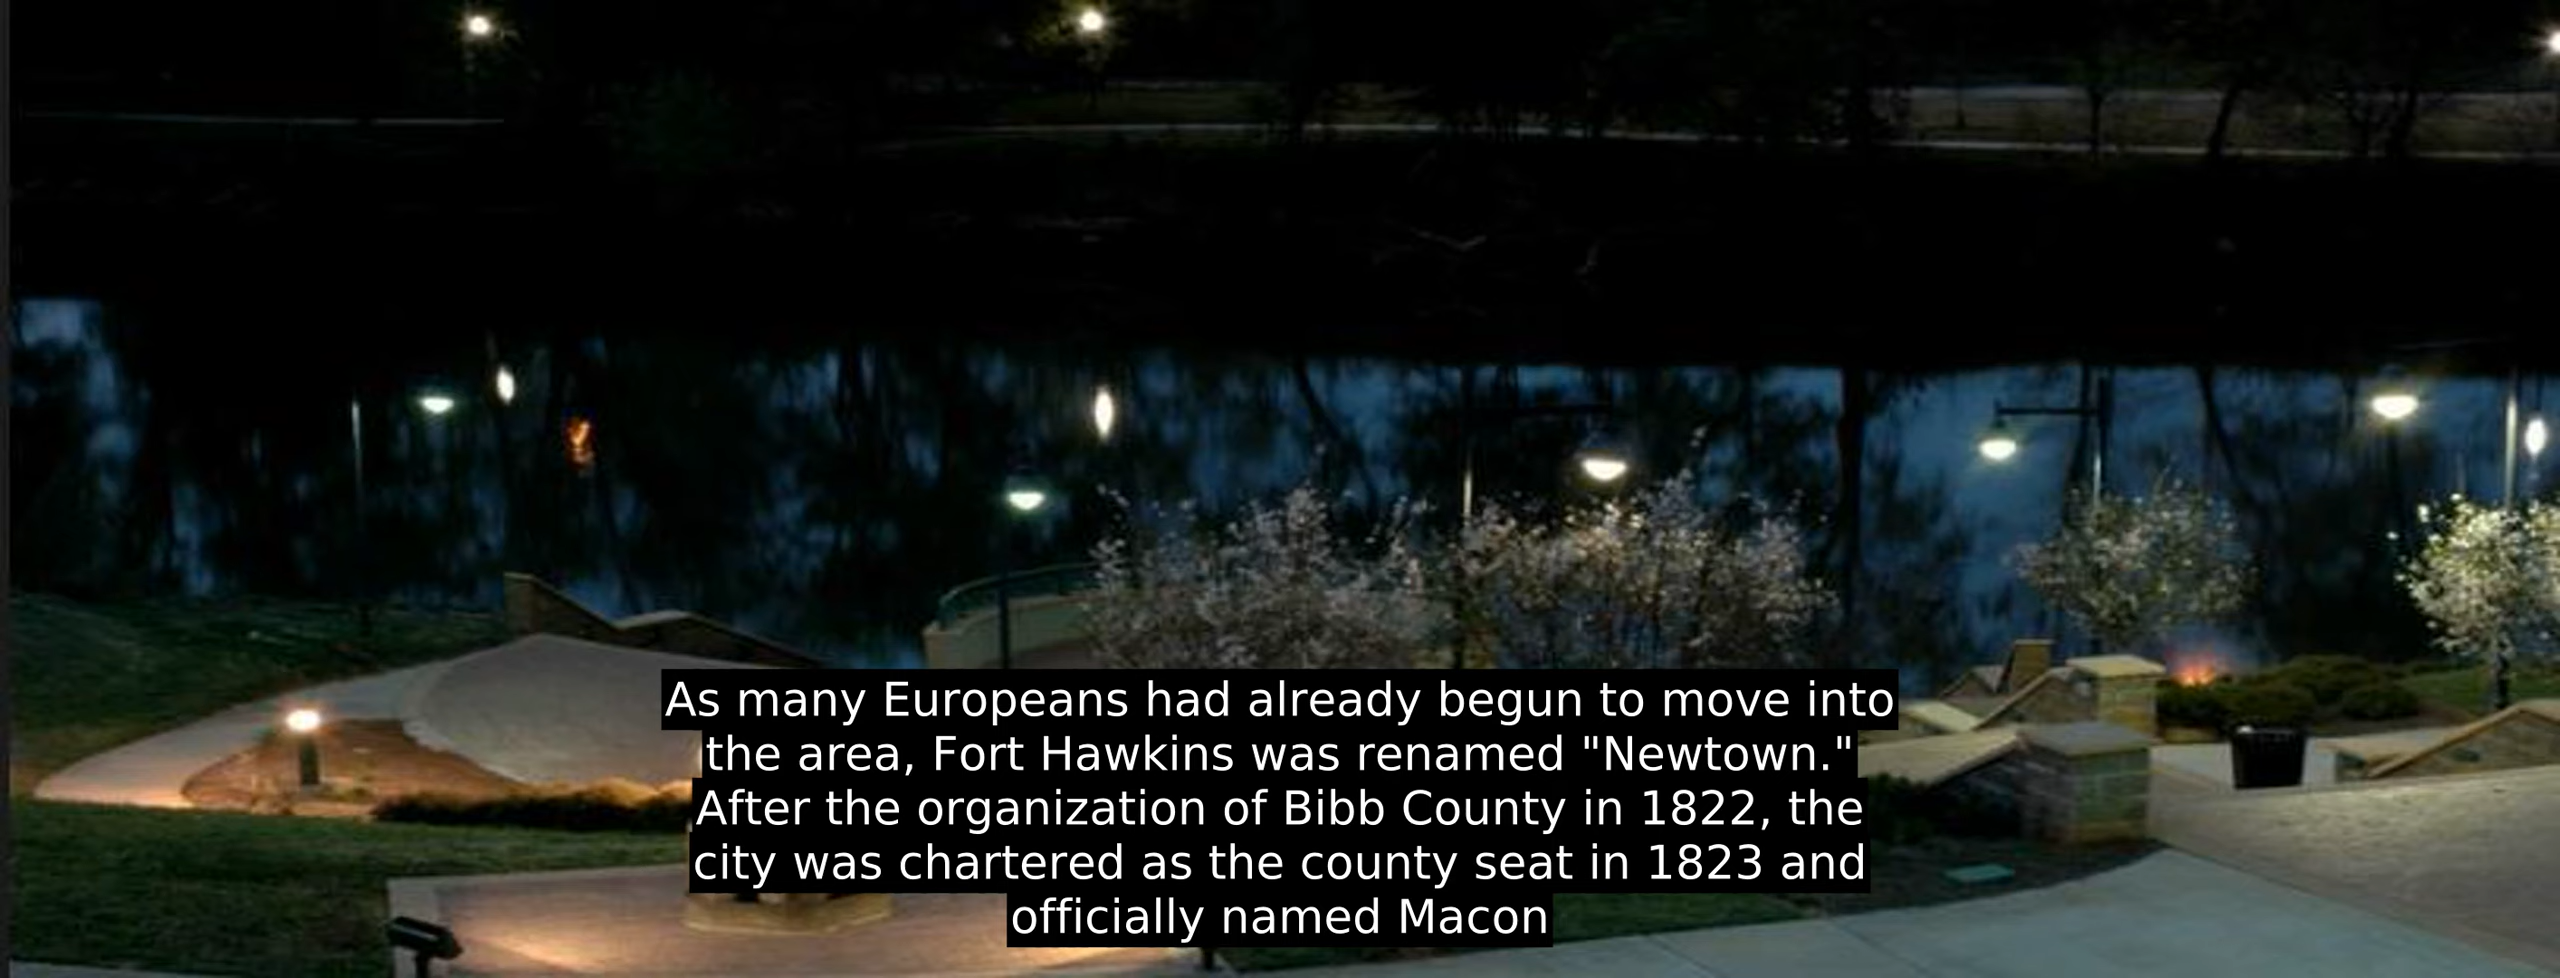 As many Europeans had already begun to move into
the area, Fort Hawkins was renamed "Newtown."
After the organization of Bibb County in 1822, the
city was chartered as the county seat in 1823 and
officially named Macon